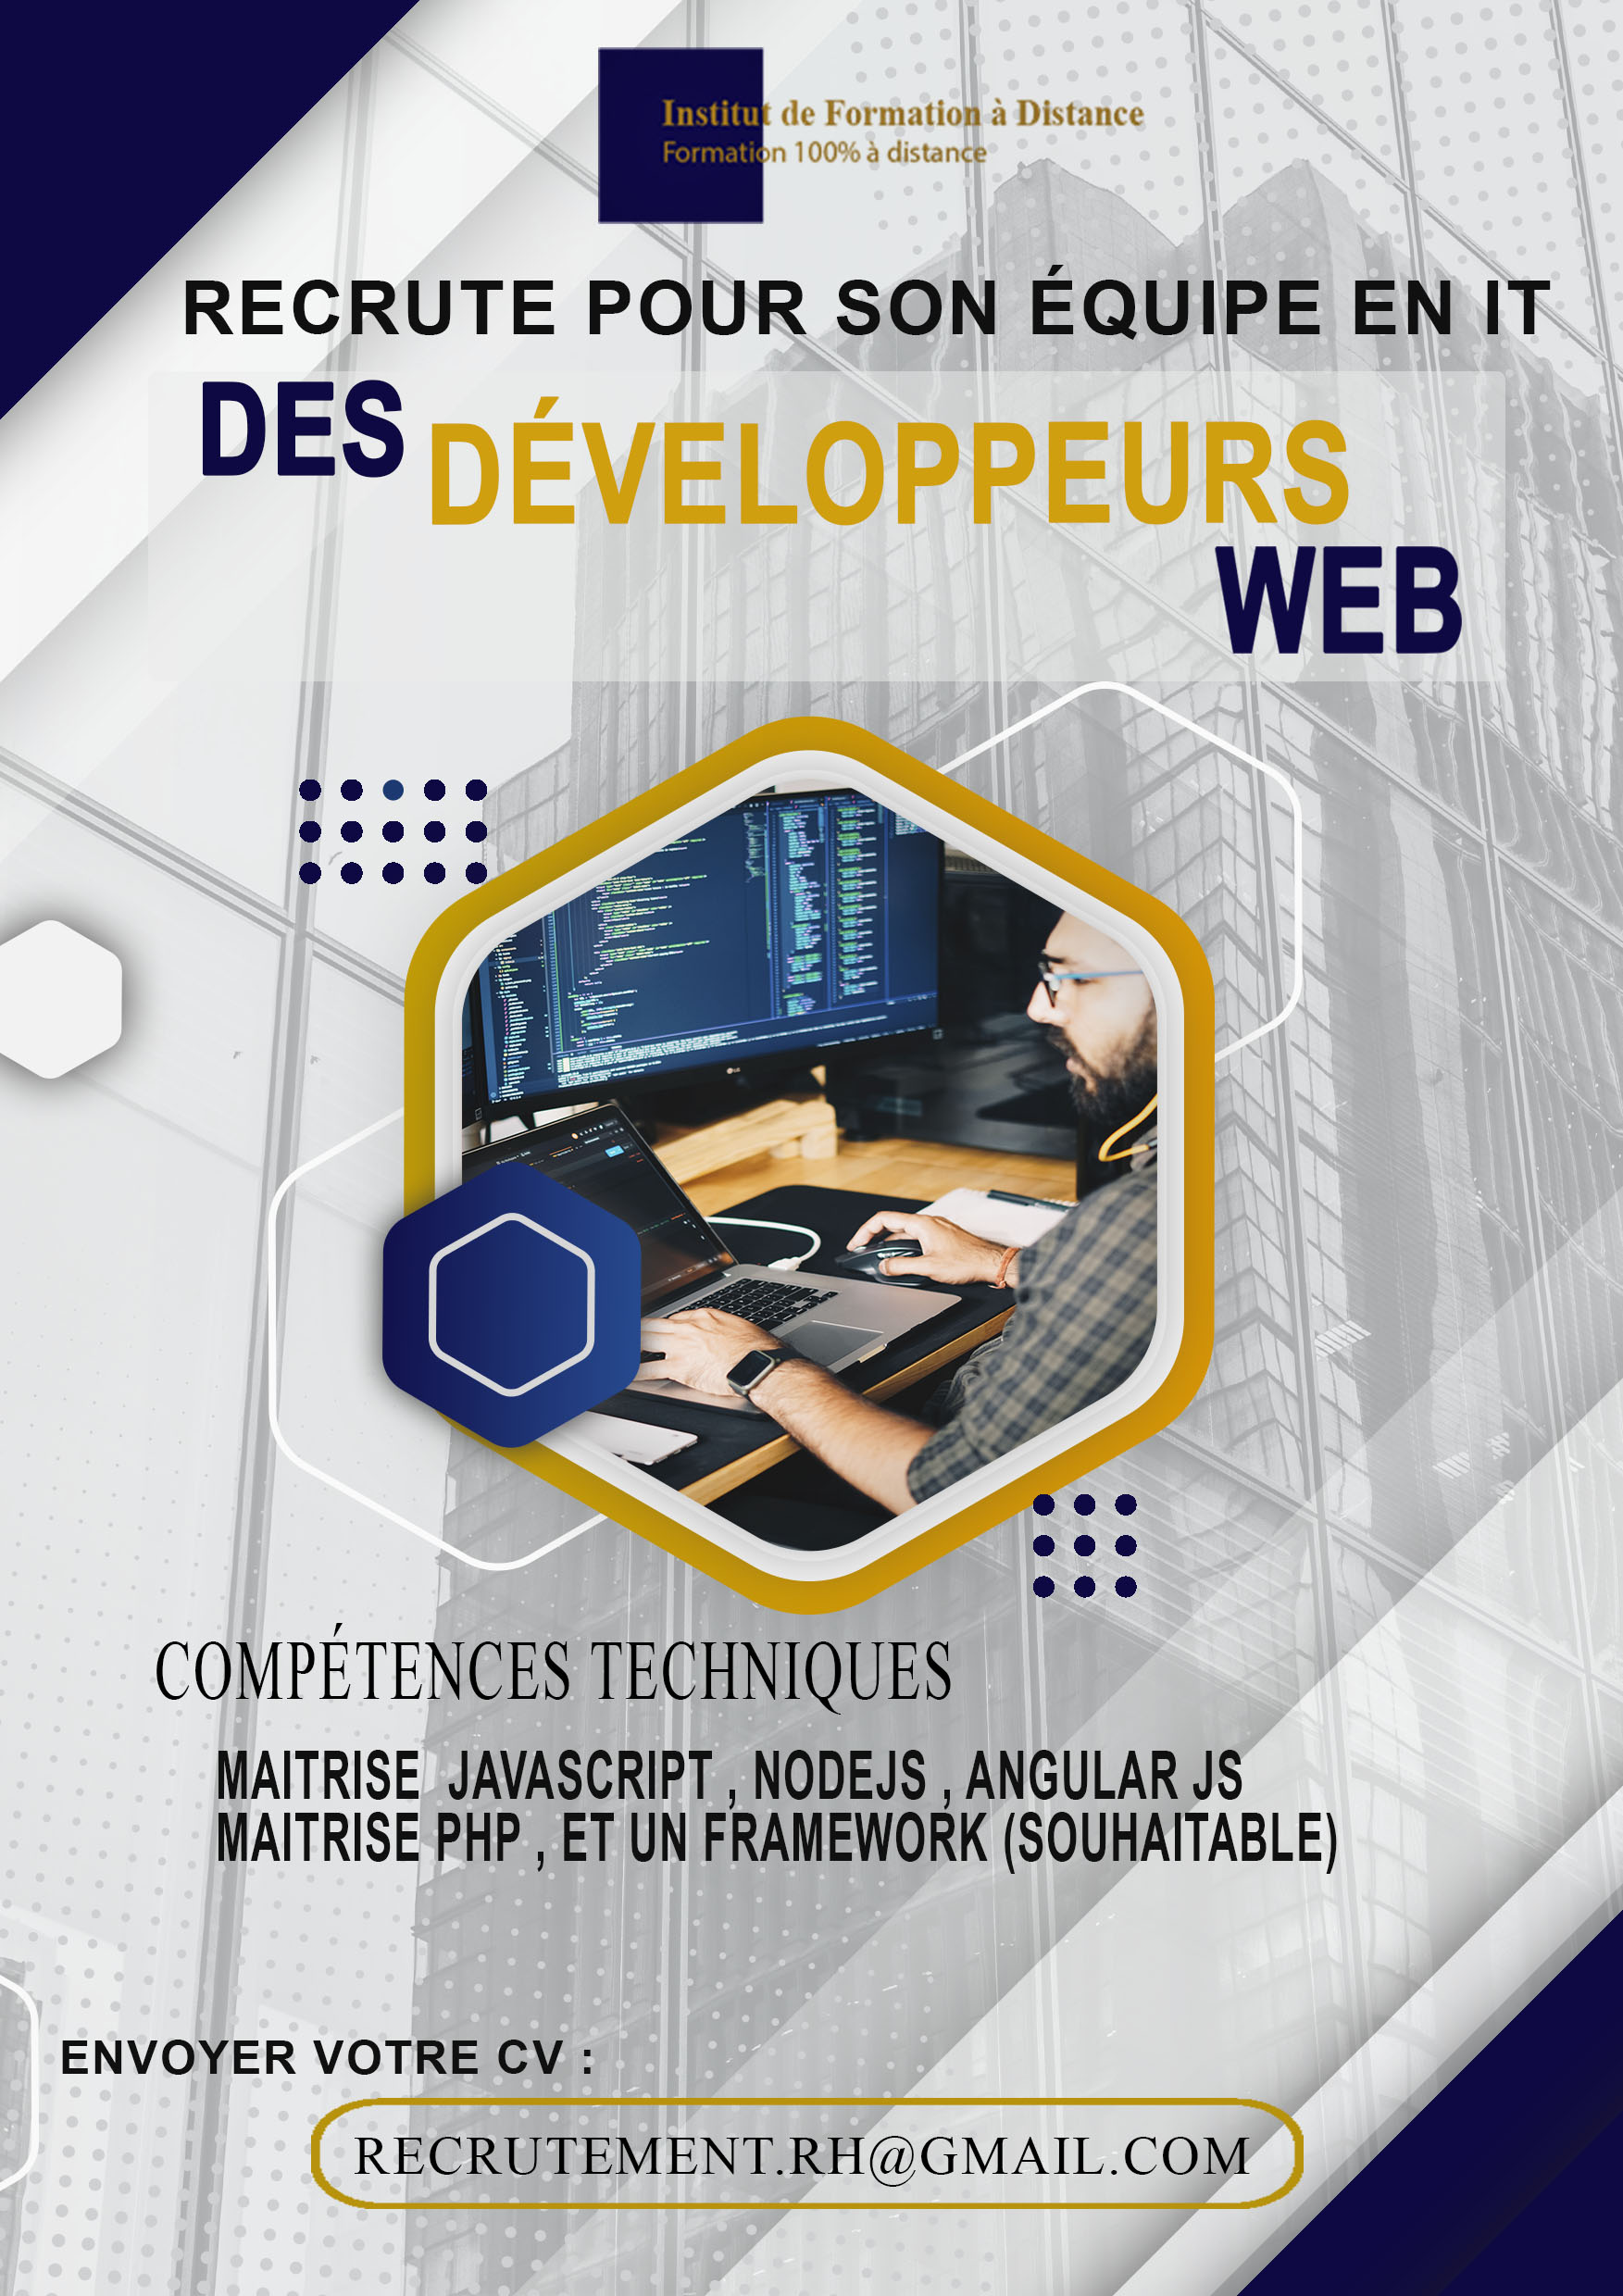 Institut de Formation à Distance
Formation 100% à distance
RECRUTE POUR SON ÉQUIPE EN IT
DES DÉVELOPPEURS
WEB
COMPÉTENCES TECHNIQUES
MAITRISE JAVASCRIPT , NODEJS , ANGULAR JS
MAITRISE PHP , ET UN FRAMEWORK (SOUHAITABLE)
ENVOYER VOTRE CV :
RECRUTEMENT.RH@GMAIL.COM